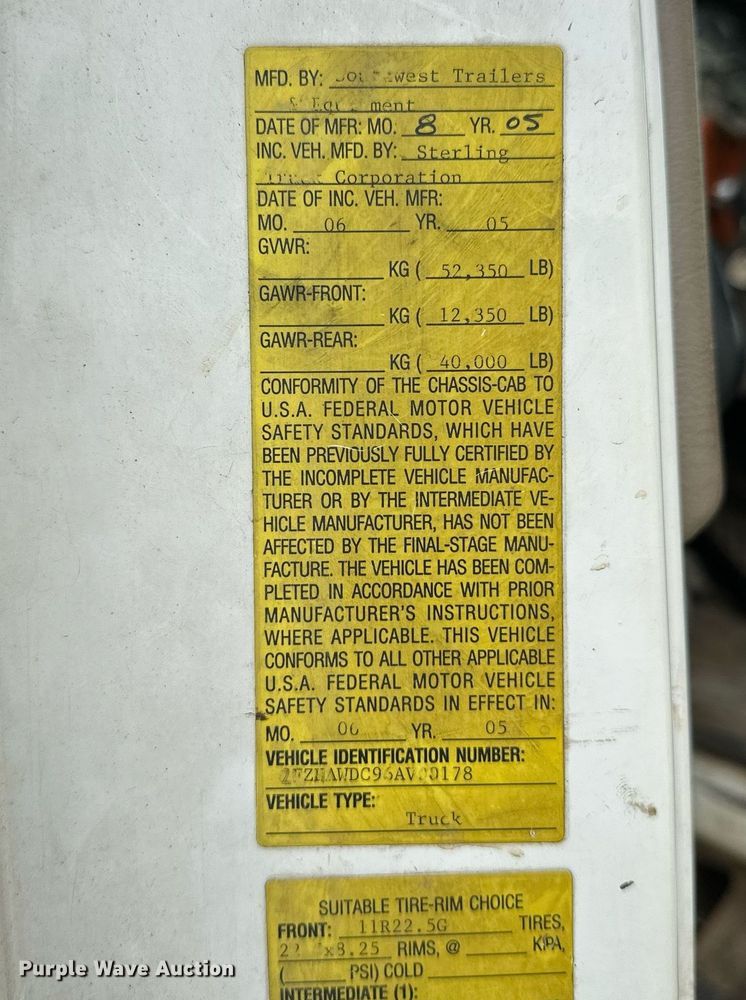 MFD. BY: west Trailers
& ment
DATE OF MFR: MO. 8 YR. 05
INC. VEH. MFD. BY: Sterling
Corporation
DATE OF INC. VEH. MFR:
MO. 06 YR. 05
GVWR:
KG ( 52,350 LB)
GAWR-FRONT:
KG ( 12,350 LB)
GAWR-REAR:
KG ( 40,000 LB)
CONFORMITY OF THE CHASSIS-CAB TO
U.S.A. FEDERAL MOTOR VEHICLE
SAFETY STANDARDS, WHICH HAVE
BEEN PREVIOUSLY FULLY CERTIFIED BY
THE INCOMPLETE VEHICLE MANUFAC-
TURER OR BY THE INTERMEDIATE VE-
HICLE MANUFACTURER, HAS NOT BEEN
AFFECTED BY THE FINAL-STAGE MANU-
FACTURE. THE VEHICLE HAS BEEN COM-
PLETED IN ACCORDANCE WITH PRIOR
MANUFACTURER'S INSTRUCTIONS,
WHERE APPLICABLE. THIS VEHICLE
CONFORMS TO ALL OTHER APPLICABLE
U.S.A. FEDERAL MOTOR VEHICLE
SAFETY STANDARDS IN EFFECT IN:
MO. 06 YR. 05
VEHICLE IDENTIFICATION NUMBER:
VEHICLE TYPE:
Truck
SUITABLE TIRE-RIM CHOICE
FRONT: 11R22.5G TIRES,
x8.25 RIMS, @ KPA,
( PSI) COLD
INTERMEDIATE (1):
Purple Wave Auction